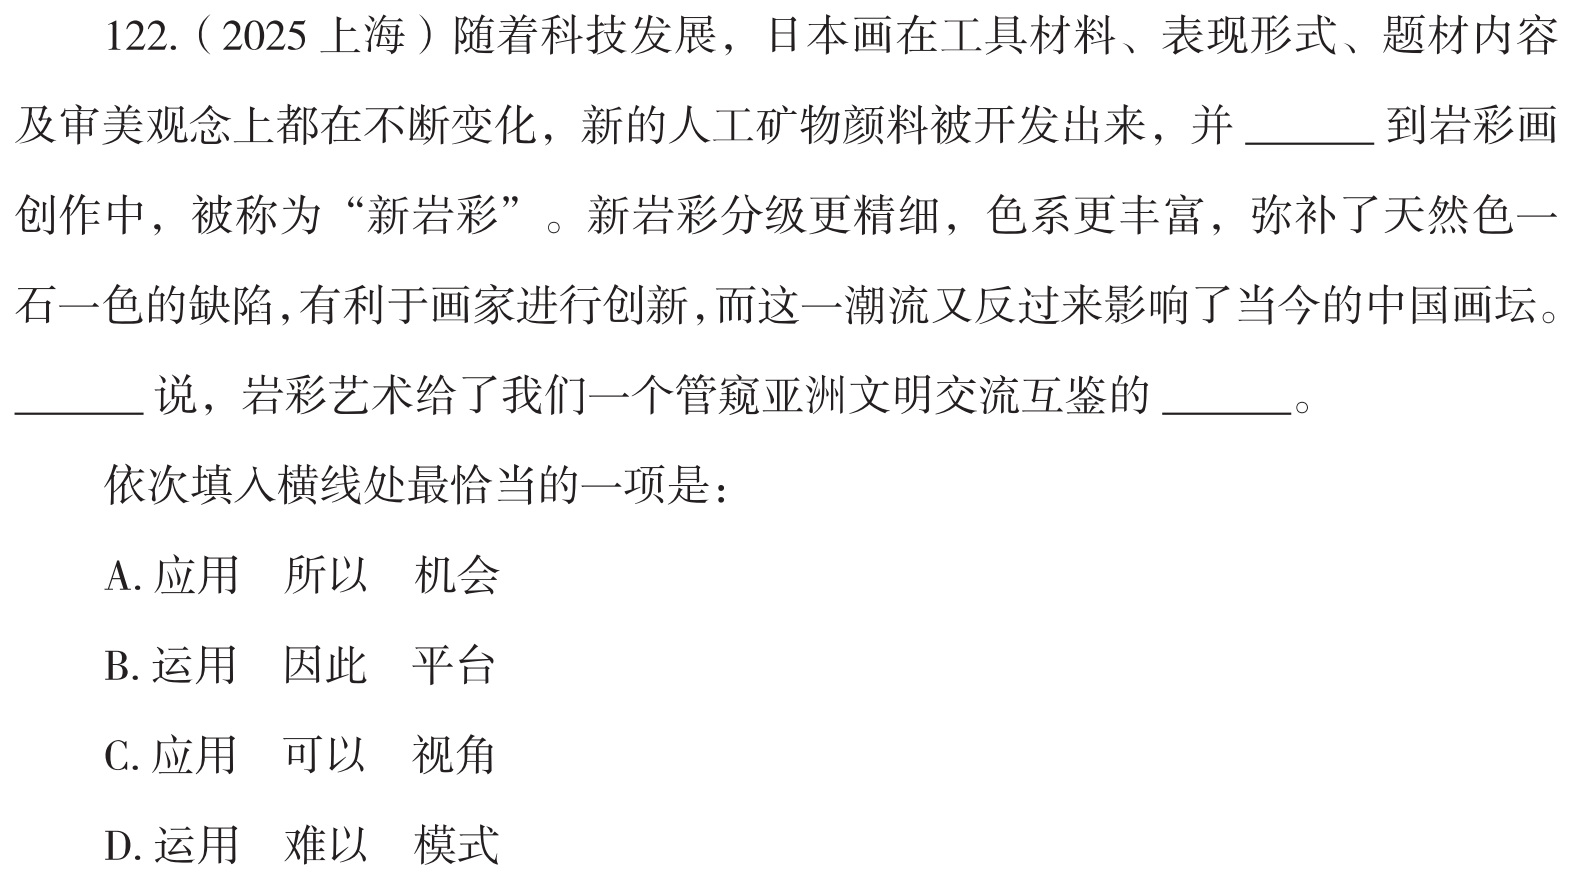 122.（2025 上海）随着科技发展，日本画在工具材料、表现形式、题材内容
及审美观念上都在不断变化，新的人工矿物颜料被开发出来，并 ______ 到岩彩画
创作中，被称为“新岩彩”。新岩彩分级更精细，色系更丰富，弥补了天然色一
石一色的缺陷，有利于画家进行创新，而这一潮流又反过来影响了当今的中国画坛。
______ 说，岩彩艺术给了我们一个管窥亚洲文明交流互鉴的 ______。
依次填入横线处最恰当的一项是：
A. 应用　所以　机会
B. 运用　因此　平台
C. 应用　可以　视角
D. 运用　难以　模式